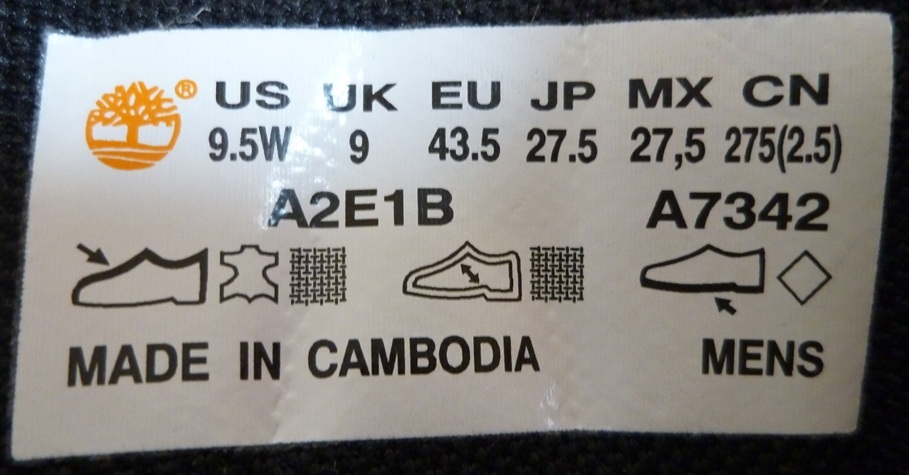 ® US UK EU JP MX CN
9.5W 9 43.5 27.5 27,5 275(2.5)
A2E1B A7342
MADE IN CAMBODIA MENS